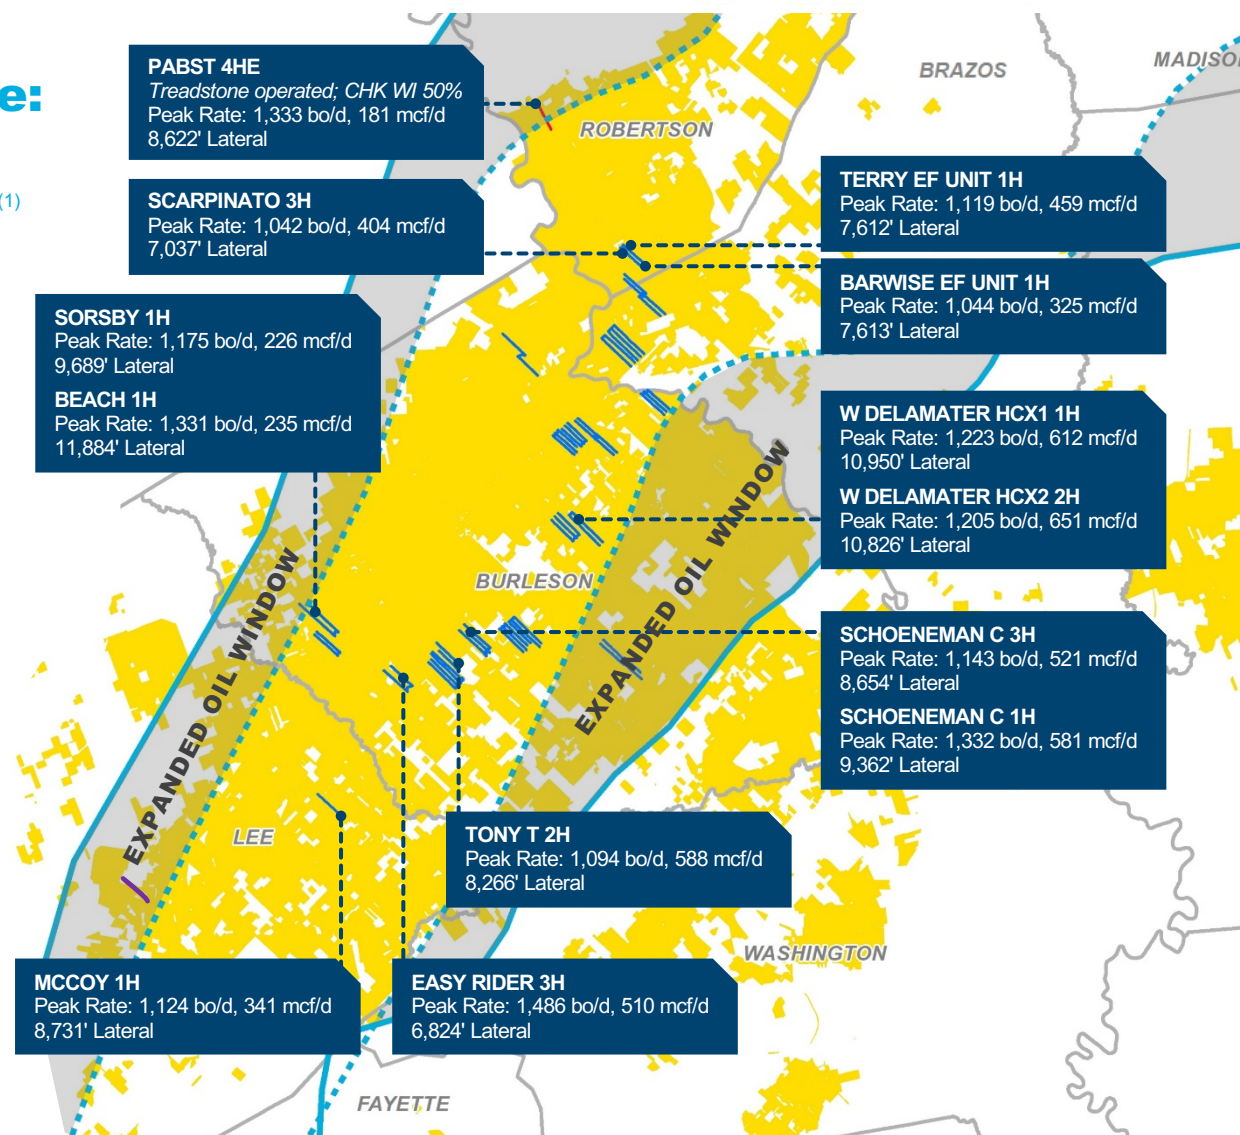 e:
(1)
PABST 4HE
Treadstone operated; CHK WI 50%
Peak Rate: 1,333 bo/d, 181 mcf/d
8,622' Lateral
BRAZOS
ROBERTSON
SCARPINATO 3H
Peak Rate: 1,042 bo/d, 404 mcf/d
7,037' Lateral
TERRY EF UNIT 1H
Peak Rate: 1,119 bo/d, 459 mcf/d
7,612' Lateral
BARWISE EF UNIT 1H
Peak Rate: 1,044 bo/d, 325 mcf/d
7,613' Lateral
SORSBY 1H
Peak Rate: 1,175 bo/d, 226 mcf/d
9,689' Lateral
BEACH 1H
Peak Rate: 1,331 bo/d, 235 mcf/d
11,884' Lateral
W DELAMATER HCX1 1H
Peak Rate: 1,223 bo/d, 612 mcf/d
10,950' Lateral
W DELAMATER HCX2 2H
Peak Rate: 1,205 bo/d, 651 mcf/d
10,826' Lateral
EXPANDED OIL WINDOW
BURLESON
EXPANDED OIL WINDOW
SCHOENEMAN C 3H
Peak Rate: 1,143 bo/d, 521 mcf/d
8,654' Lateral
SCHOENEMAN C 1H
Peak Rate: 1,332 bo/d, 581 mcf/d
9,362' Lateral
LEE
TONY T 2H
Peak Rate: 1,094 bo/d, 588 mcf/d
8,266' Lateral
WASHINGTON
MCCOY 1H
Peak Rate: 1,124 bo/d, 341 mcf/d
8,731' Lateral
EASY RIDER 3H
Peak Rate: 1,486 bo/d, 510 mcf/d
6,824' Lateral
FAYETTE